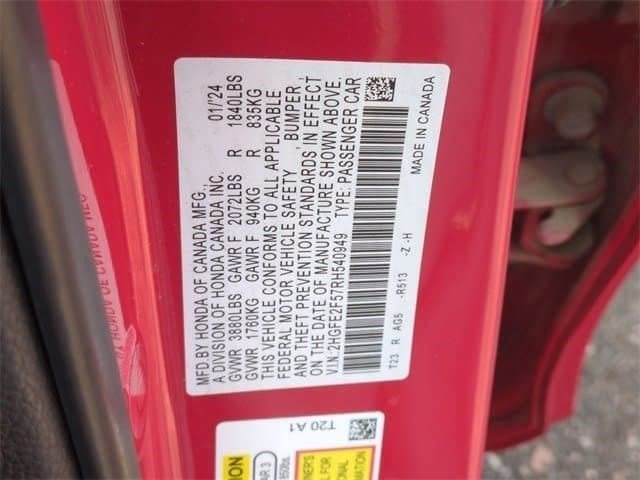 MFD.BY HONDA OF CANADA MFG., 01/'24
A DIVISION OF HONDA CANADA INC.
GVWR 3880LBS GAWR F 2072LBS R 1840LBS
GVWR 1760KG GAWR F 940KG R 835KG
THIS VEHICLE CONFORMS TO ALL APPLICABLE
FEDERAL MOTOR VEHICLE SAFETY , BUMPER,
AND THEFT PREVENTION STANDARDS IN EFFECT
ON THE DATE OF MANUFACTURE SHOWN ABOVE.
V.I.N:2HGFE2F57RH540949 TYPE: PASSENGER CAR
T23 R AG5 -R513 -Z -H MADE IN CANADA
T20 A1